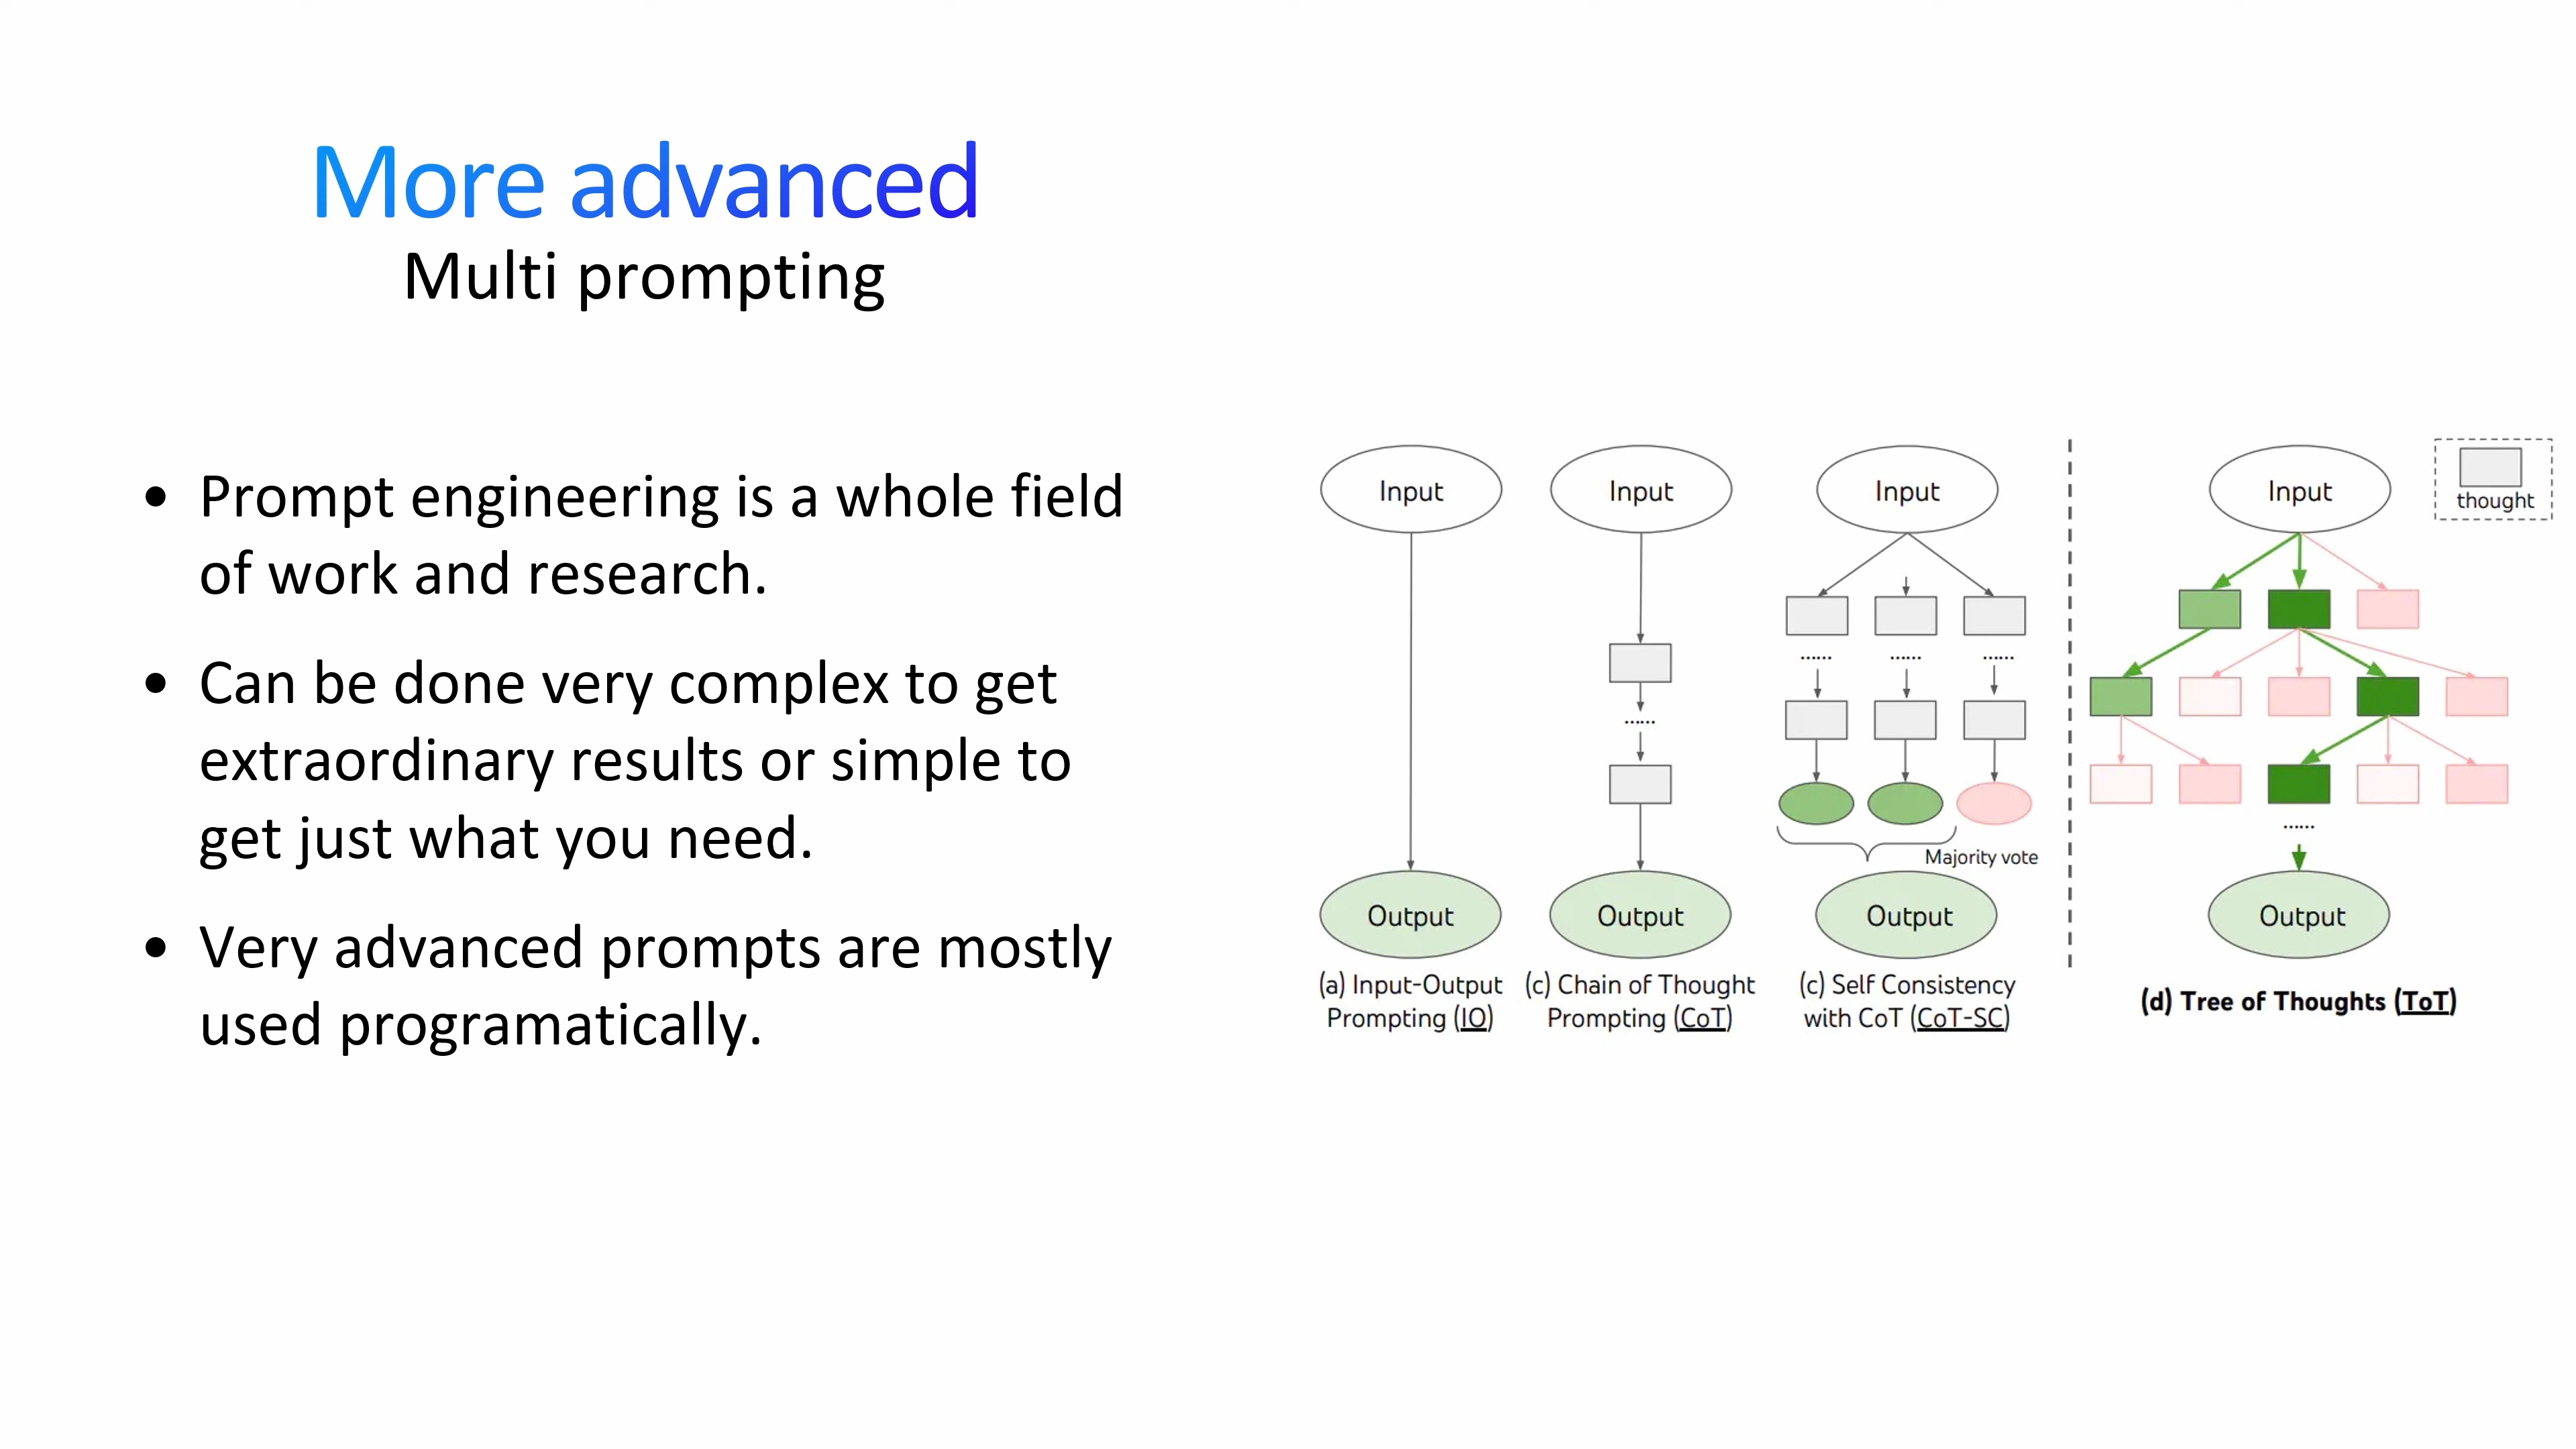 More advanced
Multi prompting
• Prompt engineering is a whole field
of work and research.
• Can be done very complex to get
extraordinary results or simple to
get just what you need.
• Very advanced prompts are mostly
used programatically.
Input
Output
(a) Input-Output
Prompting (IO)
Input
......
Output
(c) Chain of Thought
Prompting (CoT)
Input
...... ...... ......
Majority vote
Output
(c) Self Consistency
with CoT (CoT-SC)
Input
thought
......
Output
(d) Tree of Thoughts (ToT)